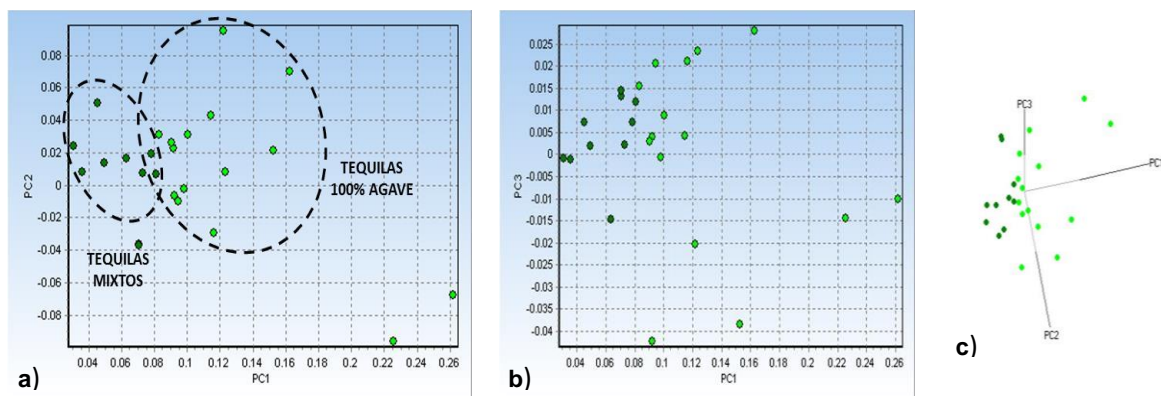 PC2
0.08
0.06
0.04
0.02
0
-0.02
-0.04
-0.06
-0.08
0.04 0.06 0.08 0.10 0.12 0.14 0.16 0.18 0.20 0.22 0.24 0.26
PC1
TEQUILAS
100% AGAVE
TEQUILAS
MIXTOS
a)
PC3
0.025
0.02
0.015
0.01
0.005
0
-0.005
-0.01
-0.015
-0.02
-0.025
-0.03
-0.035
-0.04
0.04 0.06 0.08 0.1 0.12 0.14 0.16 0.18 0.20 0.22 0.24 0.26
PC1
b)
PC3
PC2
c)